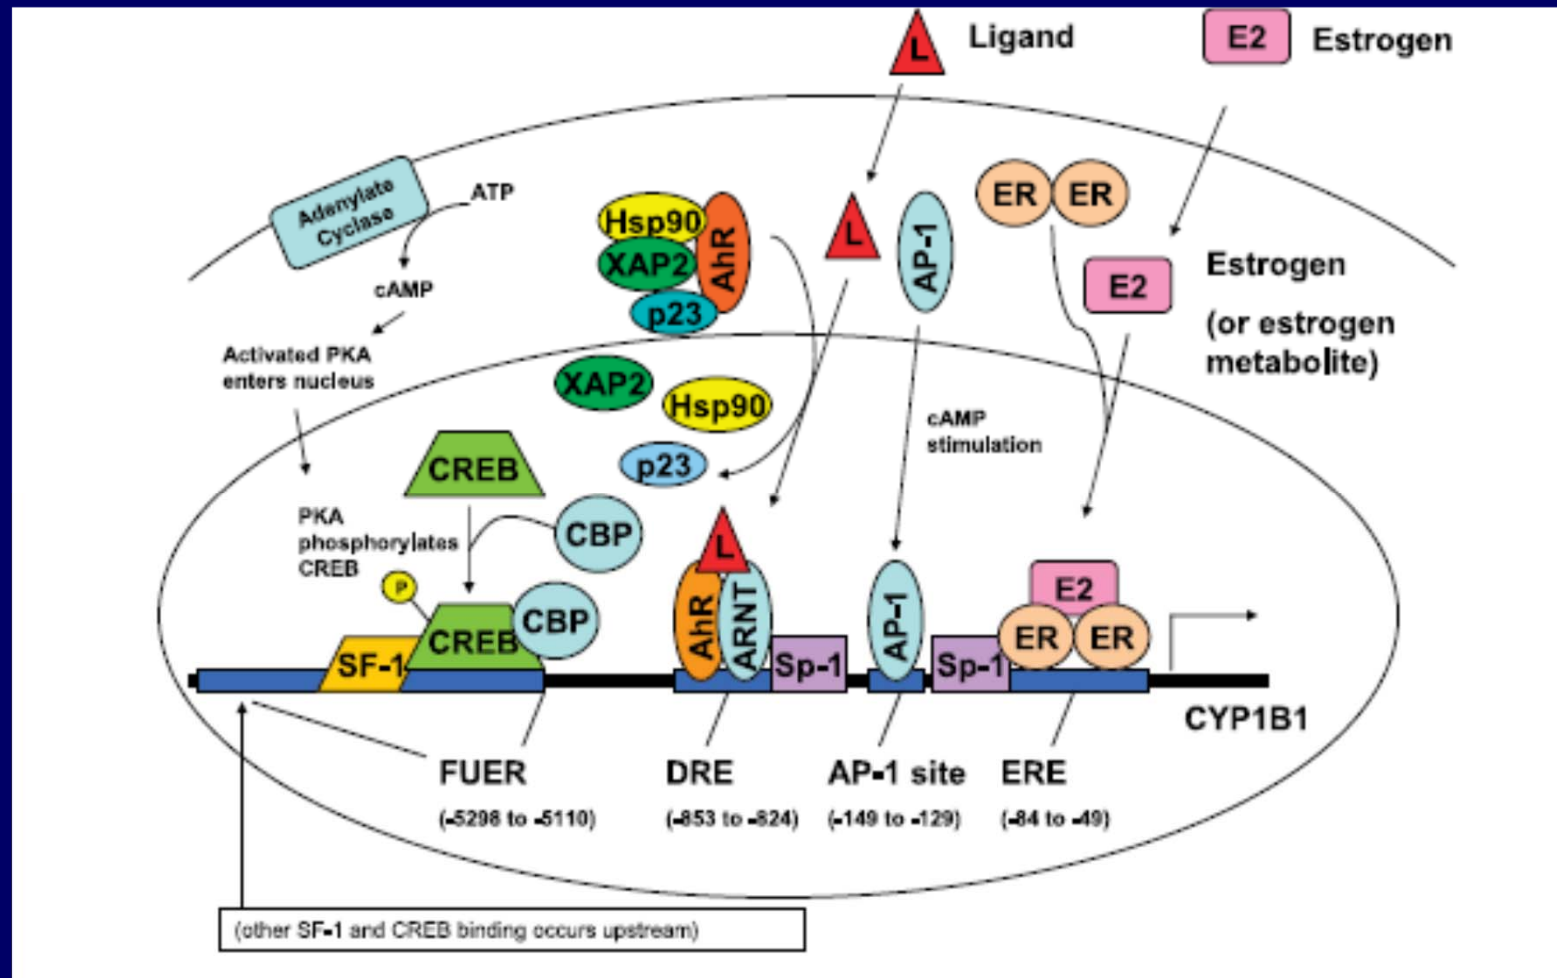 L
Ligand
E2
Estrogen
Adenylate
Cyclase
ATP
cAMP
Activated PKA
enters nucleus
Hsp90
XAP2
p23
AhR
L
AP-1
ER
ER
E2
Estrogen
(or estrogen
metabolite)
XAP2
Hsp90
p23
cAMP
stimulation
CREB
CBP
PKA
phosphorylates
CREB
P
SF-1
CREB
CBP
L
AhR
ARNT
Sp-1
AP-1
Sp-1
E2
ER
ER
CYP1B1
FUER
(-5298 to -5110)
DRE
(-853 to -824)
AP-1 site
(-149 to -129)
ERE
(-84 to -49)
(other SF-1 and CREB binding occurs upstream)